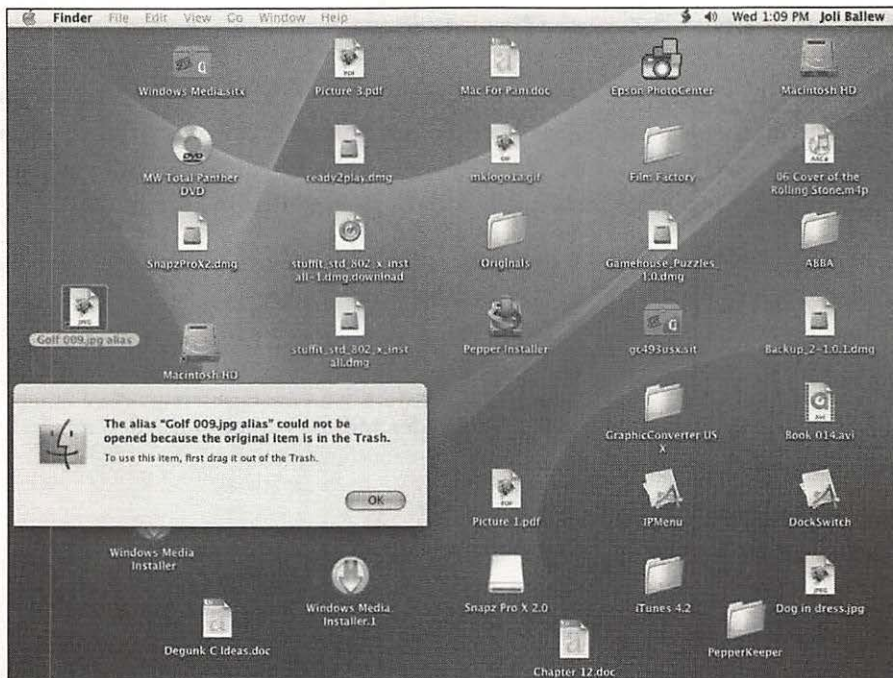 Finder File Edit View Go Window Help Wed 1:09 PM Joli Ballew
Windows Media.sitx
Picture 3.pdf
Mac For Pam.doc
Epson PhotoCenter
Macintosh HD
MW Total Panther
DVD
ready2play.dmg
mklogo1a.gif
Film Factory
06 Cover of the
Rolling Stone.m4p
SnapzProX2.dmg
stuffit_std_802_x_inst
all-1.dmg.download
Originals
Gamehouse_Puzzles_
1.0.dmg
ABBA
Golf 009.jpg alias
Macintosh HD
stuffit_std_802_x_inst
all.dmg
Pepper Installer
gc493usx.sit
Backup_2-1.0.1.dmg
The alias “Golf 009.jpg alias” could not be
opened because the original item is in the Trash.
To use this item, first drag it out of the Trash.
OK
GraphicConverter US
X
Book 014.avi
Picture 1.pdf
IPMenu
DockSwitch
Windows Media
Installer
Windows Media
Installer.1
Snapz Pro X 2.0
iTunes 4.2
Dog in dress.jpg
Degunk C Ideas.doc
Chapter 12.doc
PepperKeeper